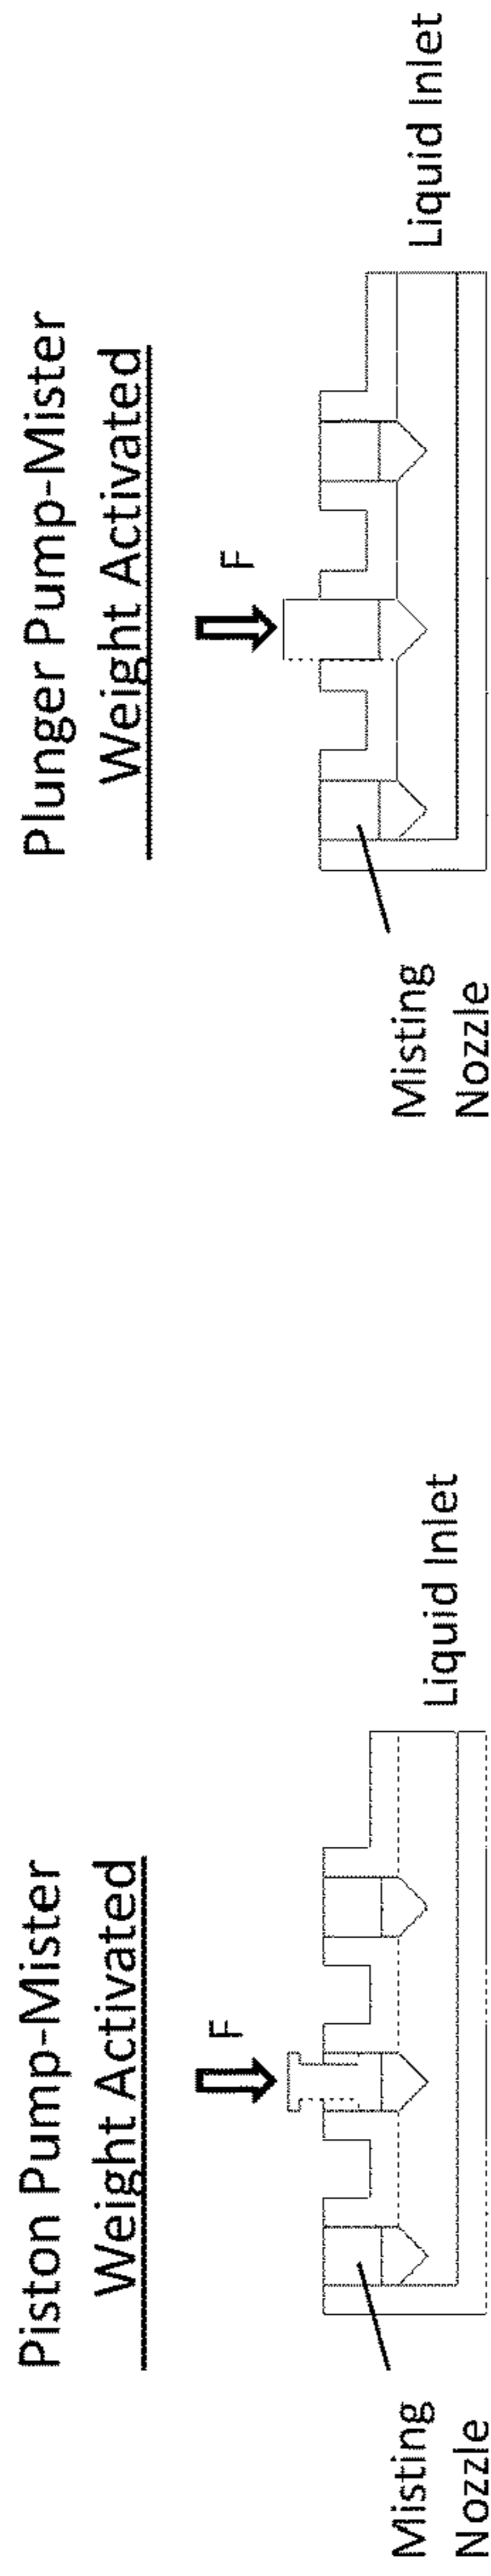 Piston Pump-Mister
Weight Activated
F
Misting
Nozzle
Liquid Inlet
Plunger Pump-Mister
Weight Activated
F
Misting
Nozzle
Liquid Inlet